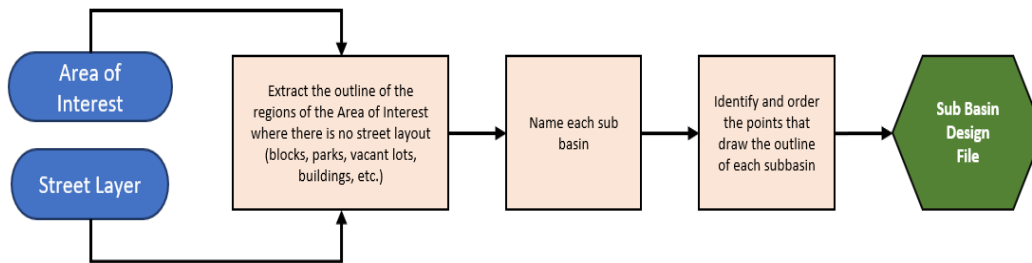 Area of
Interest
Street Layer
Extract the outline of the
regions of the Area of Interest
where there is no street layout
(blocks, parks, vacant lots,
buildings, etc.)
Name each sub
basin
Identify and order
the points that
draw the outline
of each subbasin
Sub Basin
Design
File